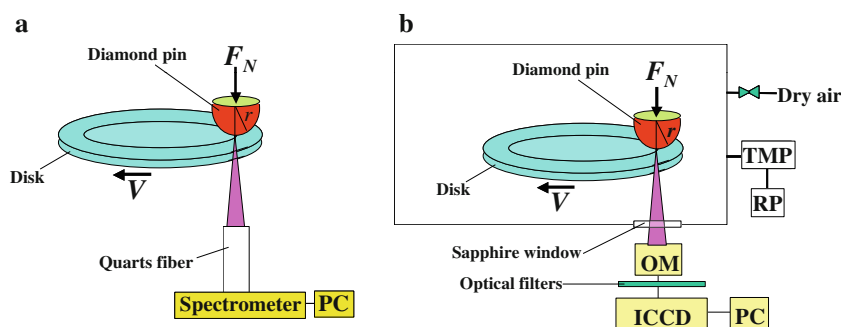 a
Diamond pin
F_N
r
Disk
V
Quarts fiber
Spectrometer
PC
b
Diamond pin
F_N
r
Dry air
TMP
RP
Disk
V
Sapphire window
OM
Optical filters
ICCD
PC